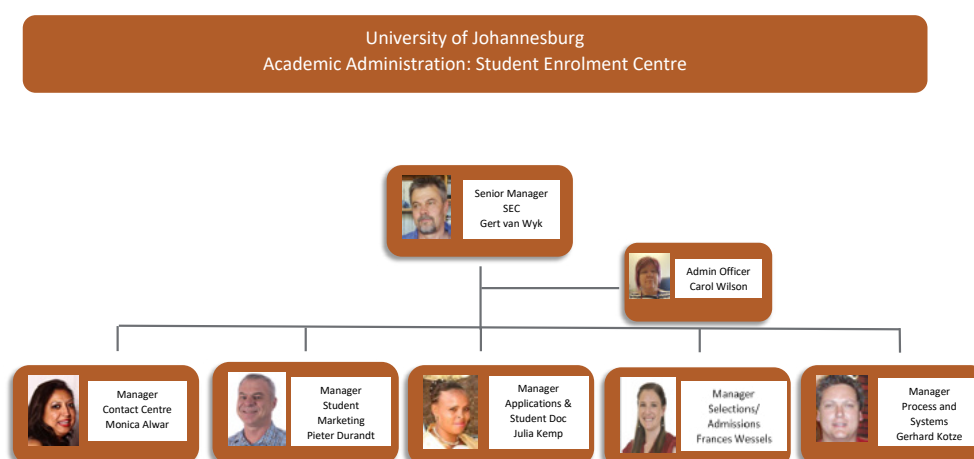 University of Johannesburg
Academic Administration: Student Enrolment Centre
Senior Manager
SEC
Gert van Wyk
Admin Officer
Carol Wilson
Manager
Contact Centre
Monica Alwar
Manager
Student
Marketing
Pieter Durandt
Manager
Applications &
Student Doc
Julia Kemp
Manager
Selections/
Admissions
Frances Wessels
Manager
Process and
Systems
Gerhard Kotze